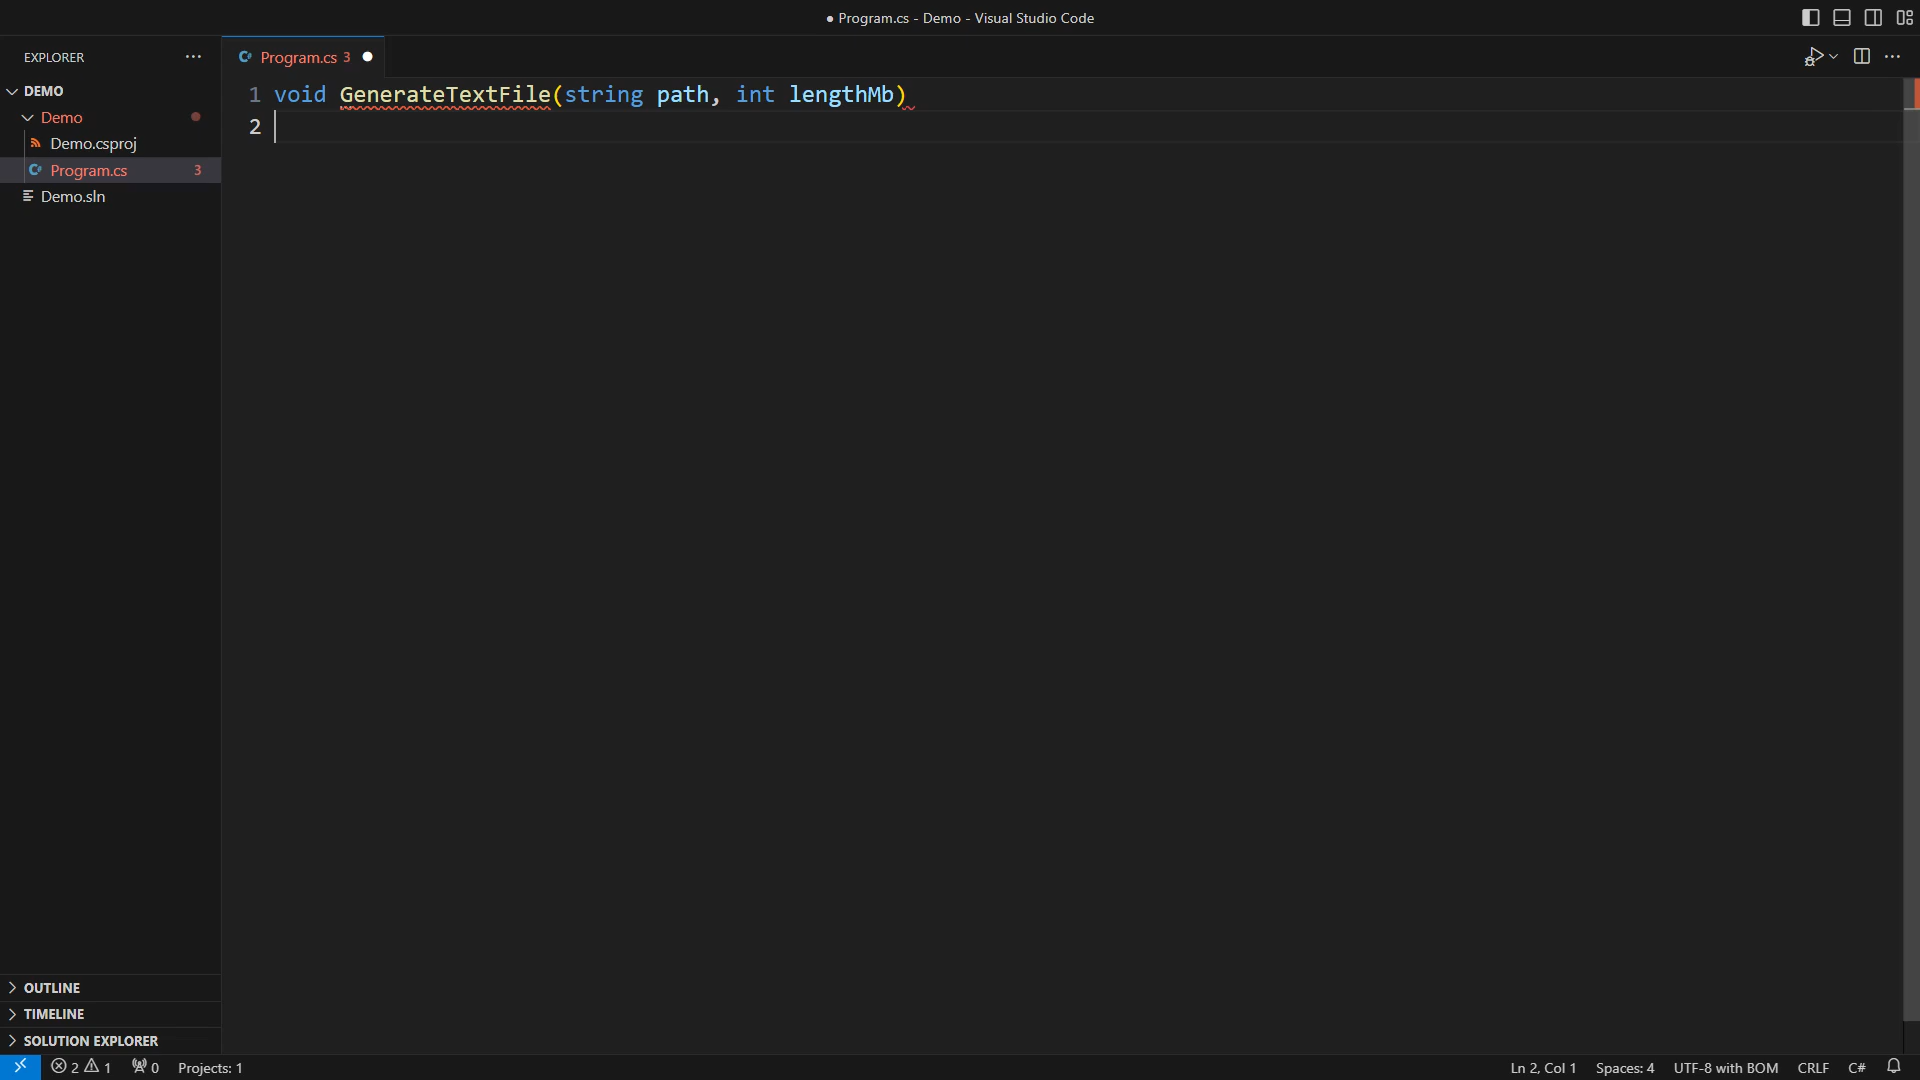 ● Program.cs - Demo - Visual Studio Code
EXPLORER
Program.cs 3
DEMO
Demo
Demo.csproj
Program.cs 3
Demo.sln
1 void GenerateTextFile(string path, int lengthMb)
2
OUTLINE
TIMELINE
SOLUTION EXPLORER
2 1 0 Projects: 1 Ln 2, Col 1 Spaces: 4 UTF-8 with BOM CRLF C#